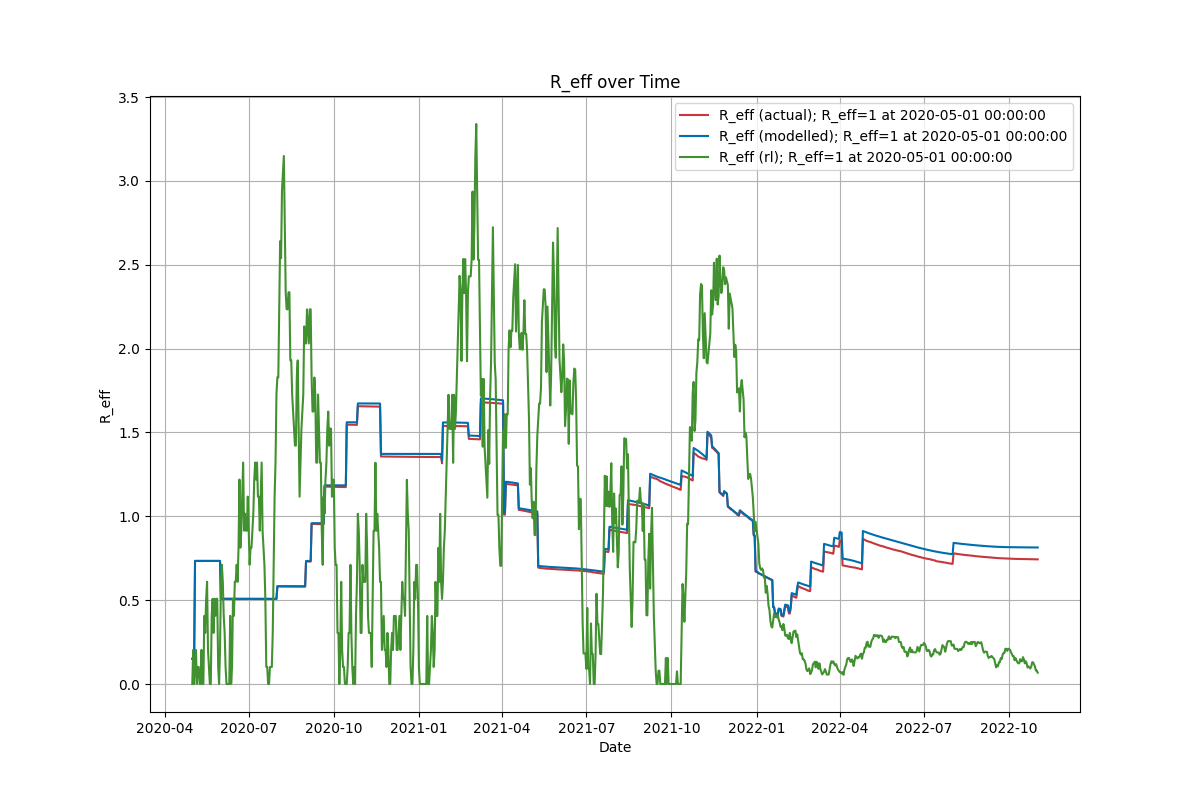 R_eff over Time
R_eff (actual); R_eff=1 at 2020-05-01 00:00:00
R_eff (modelled); R_eff=1 at 2020-05-01 00:00:00
R_eff (rl); R_eff=1 at 2020-05-01 00:00:00
3.5
3.0
2.5
2.0
1.5
1.0
0.5
0.0
R_eff
2020-04 2020-07 2020-10 2021-01 2021-04 2021-07 2021-10 2022-01 2022-04 2022-07 2022-10
Date